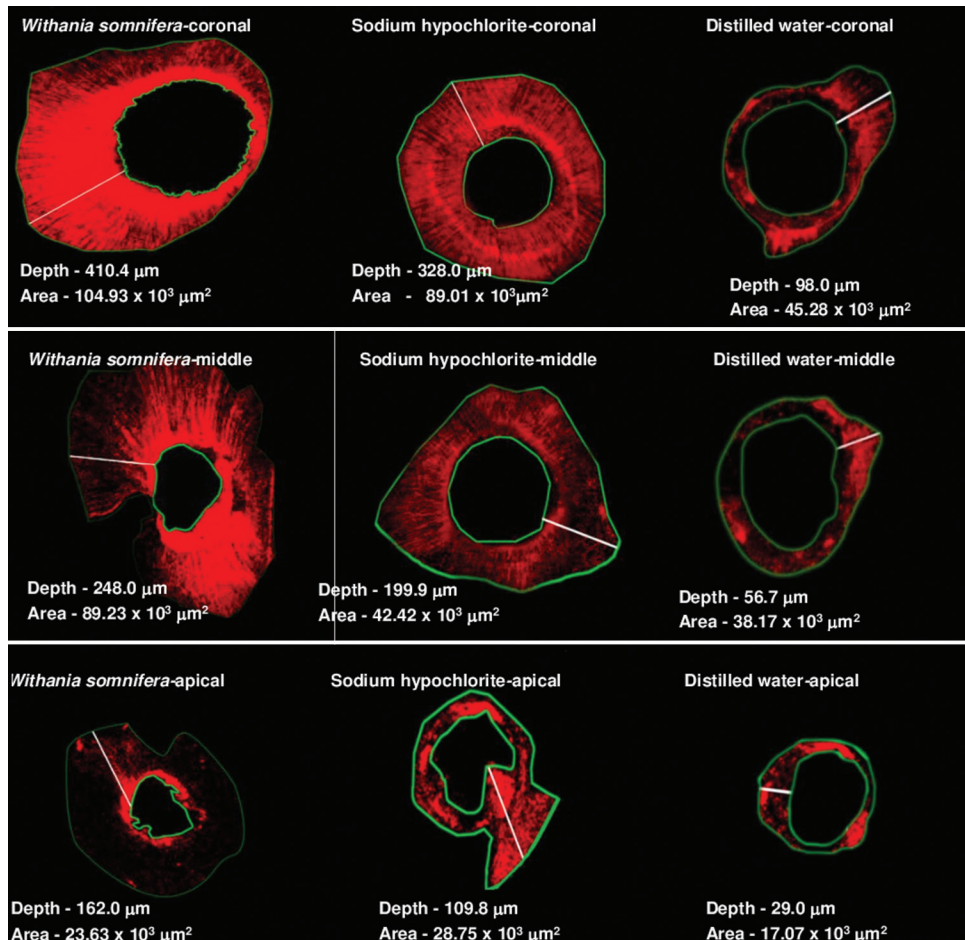 Withania somnifera-coronal
Sodium hypochlorite-coronal
Distilled water-coronal
Depth - 410.4 μm
Area - 104.93 x 10³ μm²
Depth - 328.0 μm
Area - 89.01 x 10³μm²
Depth - 98.0 μm
Area - 45.28 x 10³ μm²
Withania somnifera-middle
Sodium hypochlorite-middle
Distilled water-middle
Depth - 248.0 μm
Area - 89.23 x 10³ μm²
Depth - 199.9 μm
Area - 42.42 x 10³ μm²
Depth - 56.7 μm
Area - 38.17 x 10³ μm²
Withania somnifera-apical
Sodium hypochlorite-apical
Distilled water-apical
Depth - 162.0 μm
Area - 23.63 x 10³ μm²
Depth - 109.8 μm
Area - 28.75 x 10³ μm²
Depth - 29.0 μm
Area - 17.07 x 10³ μm²